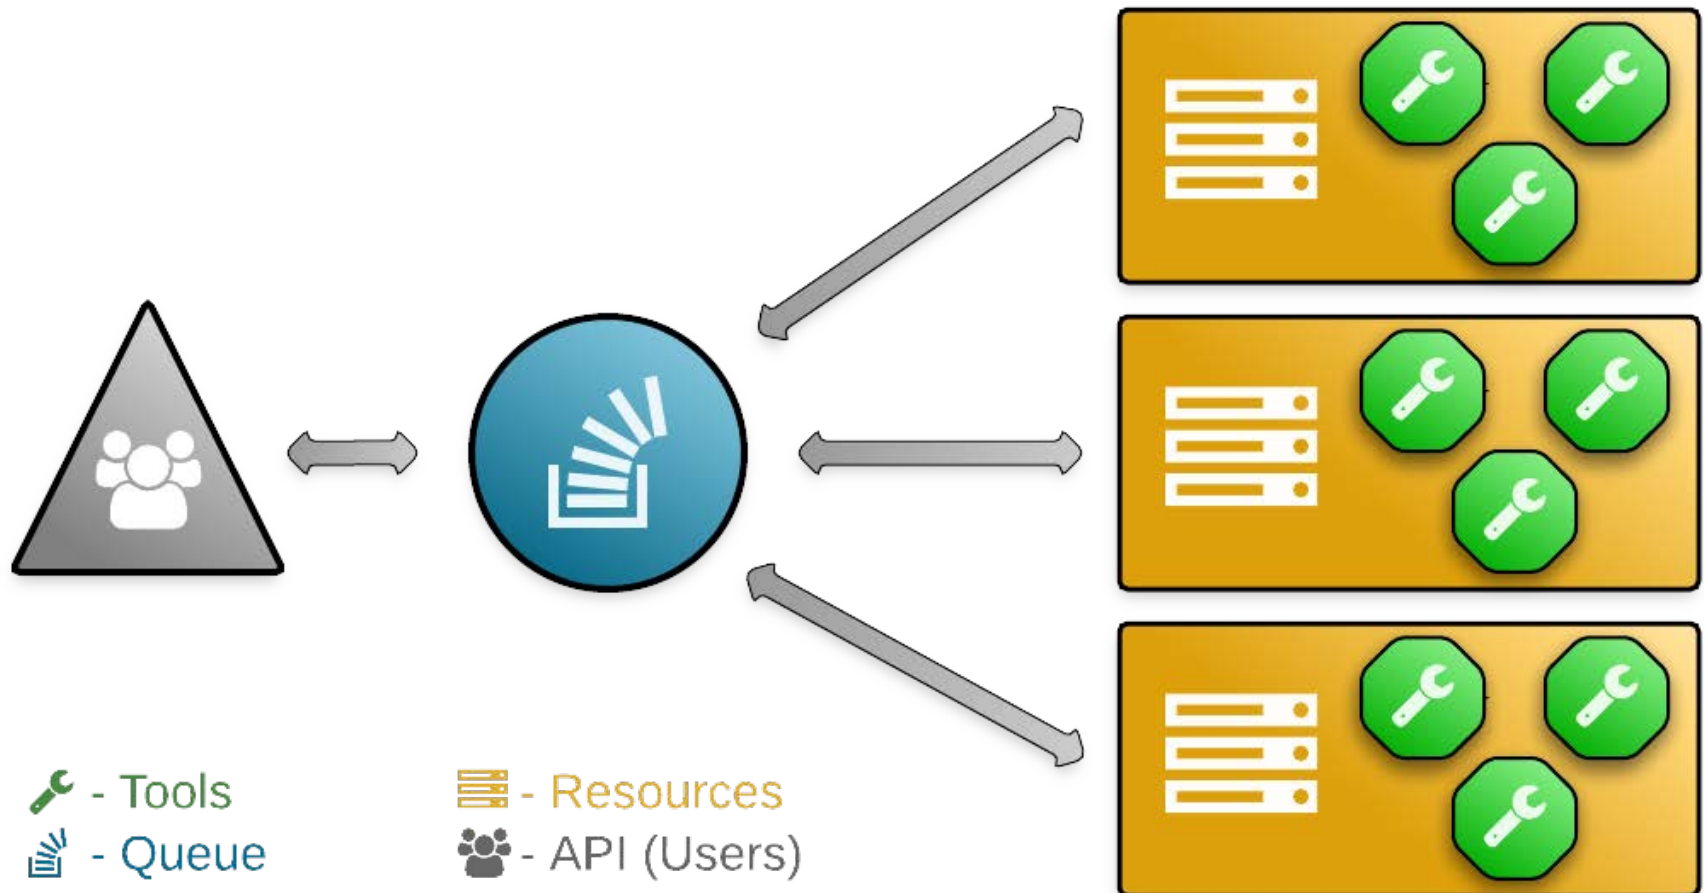 - Tools
- Queue
- Resources
- API (Users)